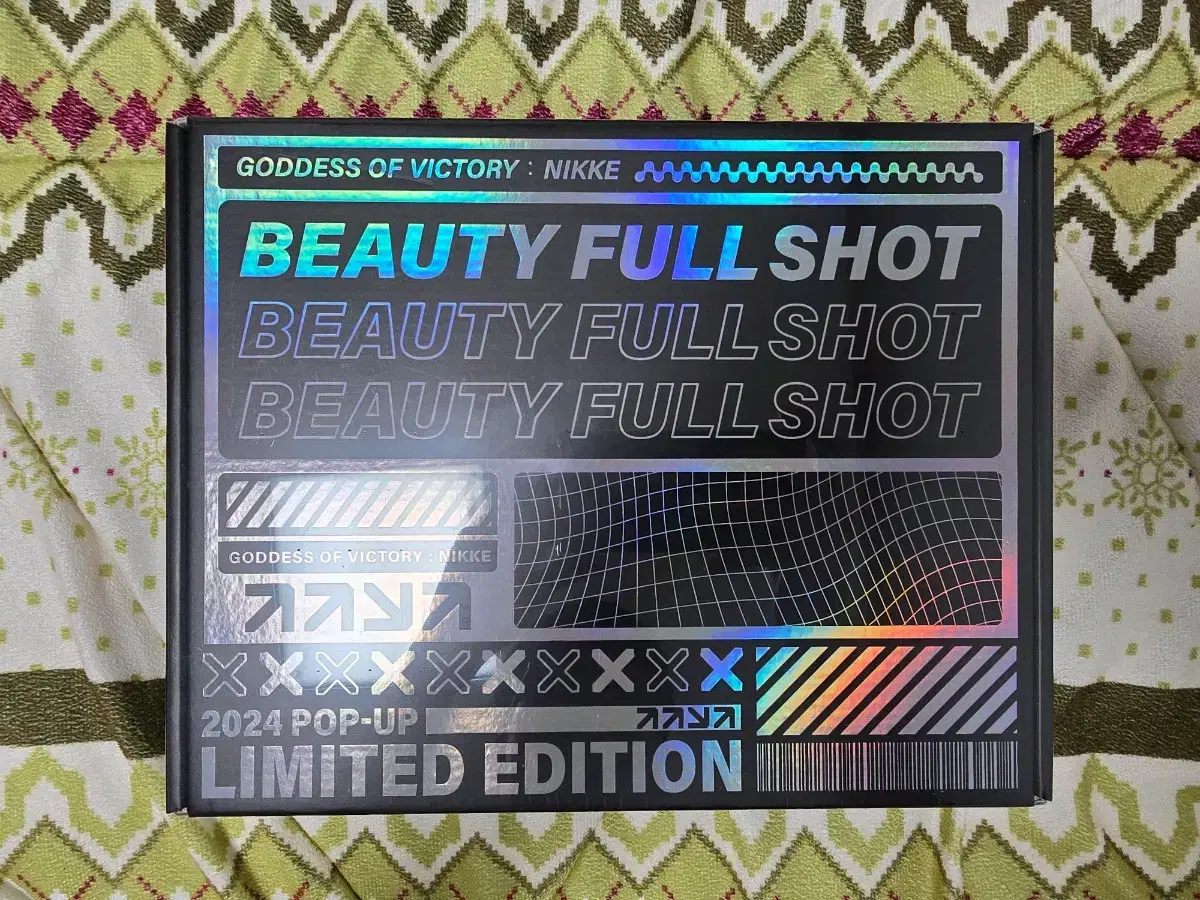 GODDESS OF VICTORY : NIKKE
BEAUTY FULL SHOT
BEAUTY FULL SHOT
BEAUTY FULL SHOT
GODDESS OF VICTORY : NIKKE
2024 POP-UP
LIMITED EDITION